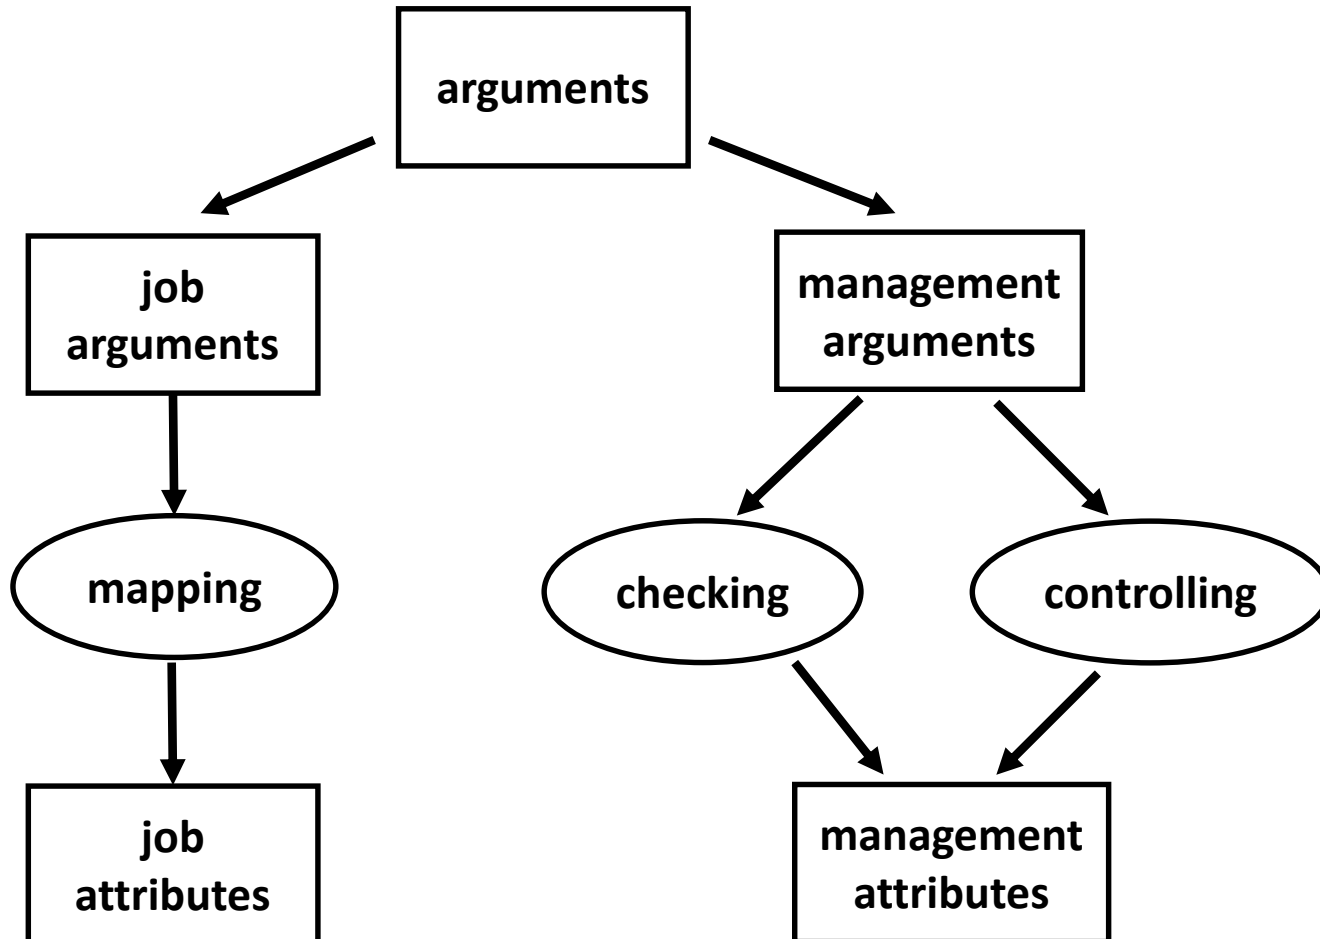 arguments
job
arguments
management
arguments
mapping
checking
controlling
job
attributes
management
attributes